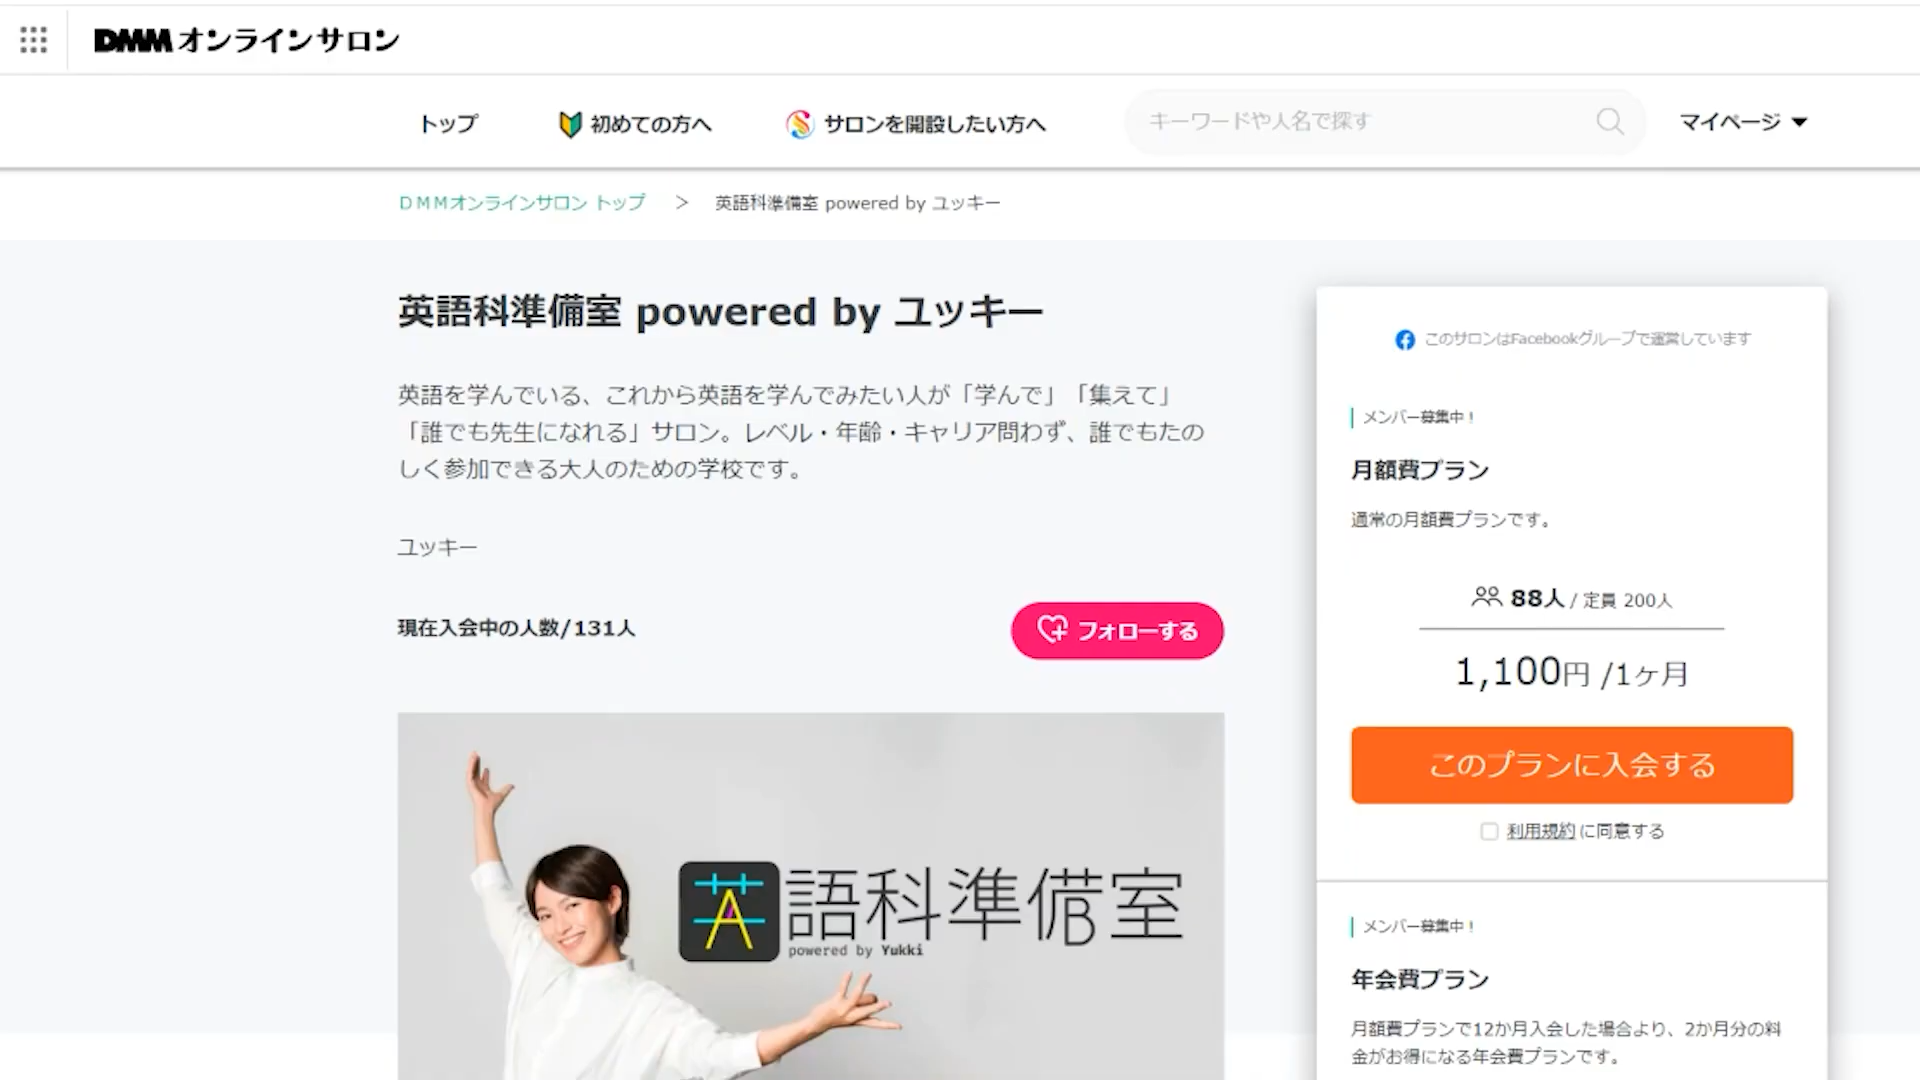 DMMオンラインサロン
トップ
初めての方へ
サロンを開設したい方へ
キーワードや人名で探す
マイページ
DMMオンラインサロン トップ > 英語科準備室 powered by ユッキー
英語科準備室 powered by ユッキー
英語を学んでいる、これから英語を学んでみたい人が「学んで」「集えて」
「誰でも先生になれる」サロン。レベル・年齢・キャリア問わず、誰でもたの
しく参加できる大人のための学校です。
ユッキー
現在入会中の人数/131人
フォローする
英語科準備室
powered by Yukki
このサロンはFacebookグループで運営しています
メンバー募集中！
月額費プラン
通常の月額費プランです。
88人 / 定員 200人
1,100円 /1ヶ月
このプランに入会する
利用規約に同意する
メンバー募集中！
年会費プラン
月額費プランで12か月入会した場合より、2か月分の料
金がお得になる年会費プランです。